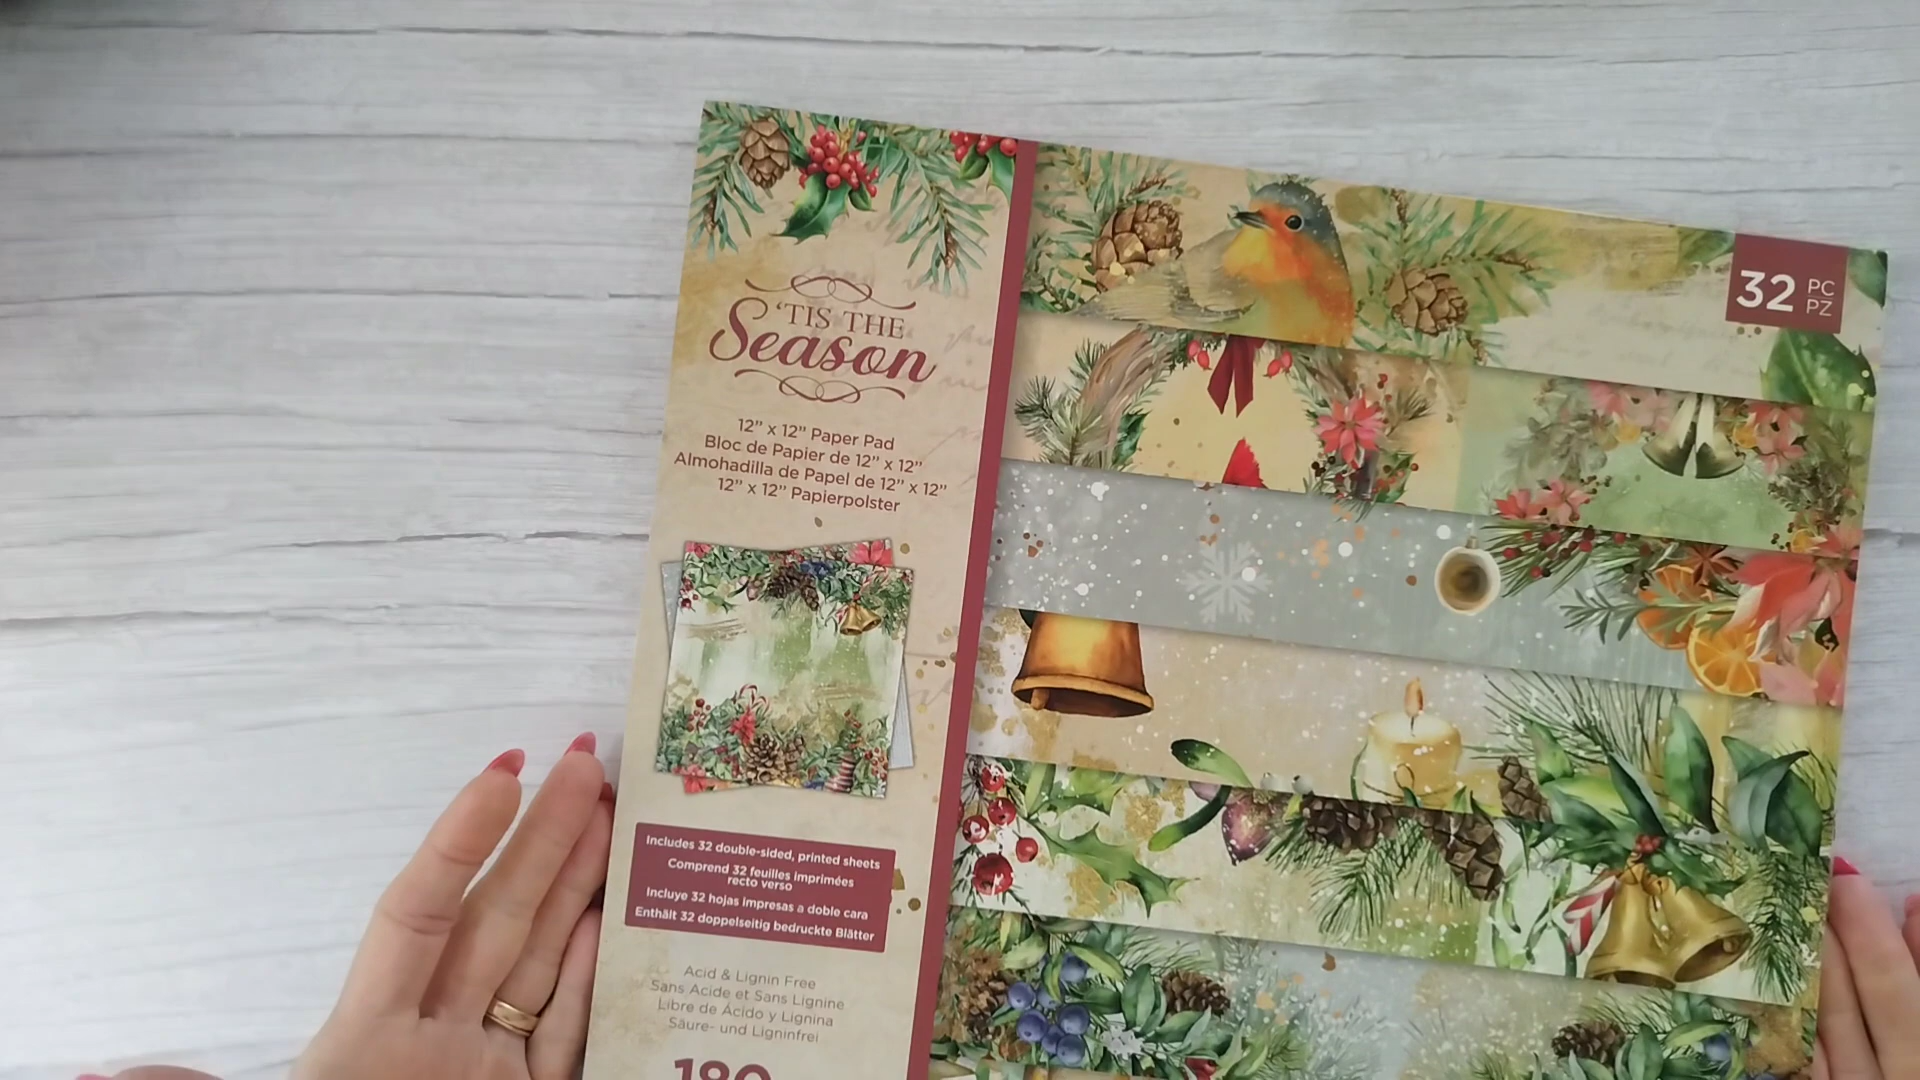 'TIS THE
Season
12" x 12" Paper Pad
Bloc de Papier de 12" x 12"
Almohadilla de Papel de 12" x 12"
12" x 12" Papierpolster
Includes 32 double-sided, printed sheets
Comprend 32 feuilles imprimées
recto verso
Incluye 32 hojas impresas a doble cara
Enthält 32 doppelseitig bedruckte Blätter
Acid & Lignin Free
Sans Acide et Sans Lignine
Libre de Ácido y Lignina
Säure- und Ligninfrei
180
32 PC
PZ